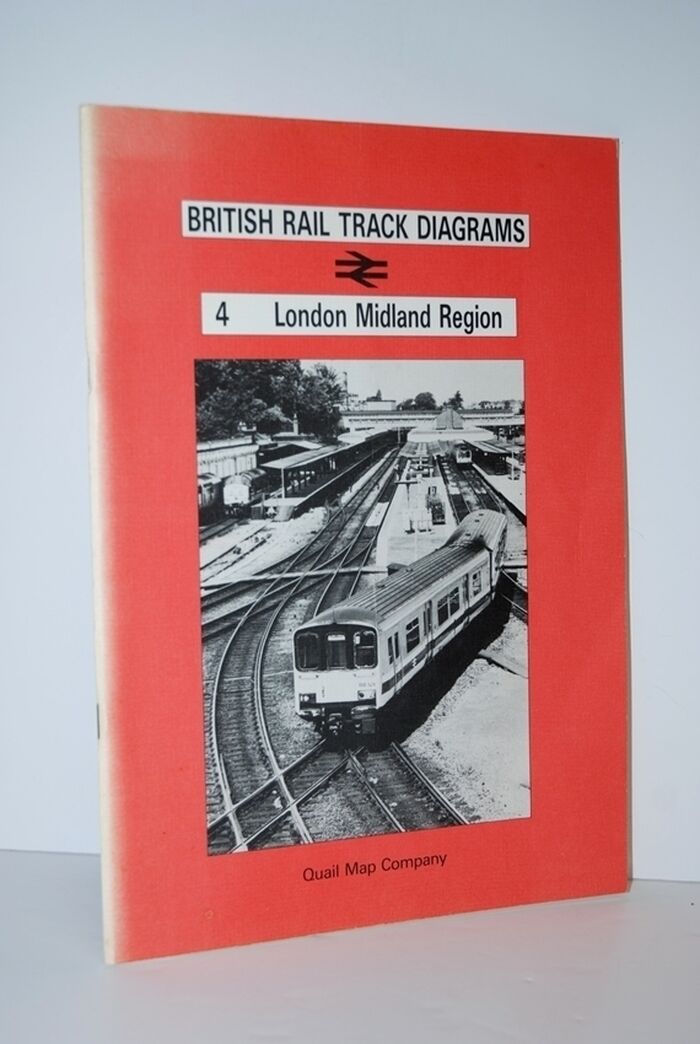 BRITISH RAIL TRACK DIAGRAMS
4 London Midland Region
Quail Map Company